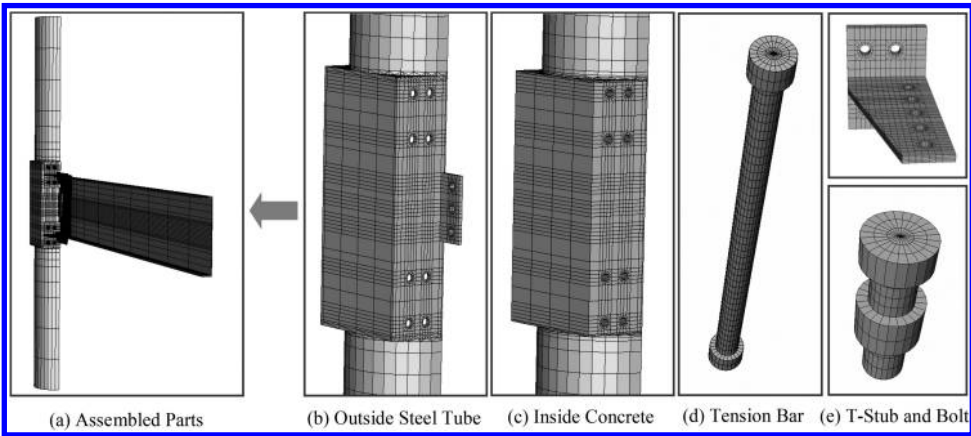 (a) Assembled Parts
(b) Outside Steel Tube
(c) Inside Concrete
(d) Tension Bar
(e) T-Stub and Bolt